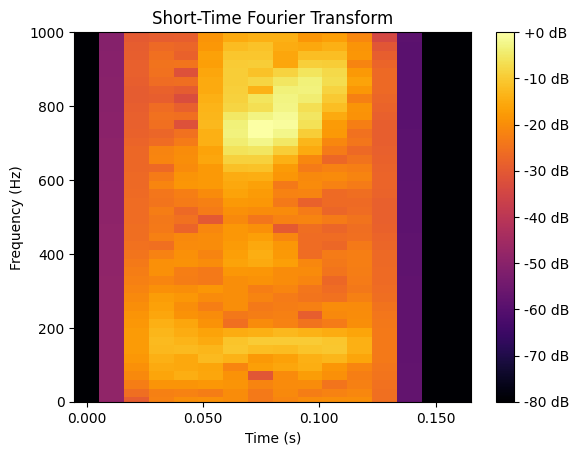 Short-Time Fourier Transform
1000
800
600
400
200
0
Frequency (Hz)
0.000
0.050
0.100
0.150
Time (s)
+0 dB
-10 dB
-20 dB
-30 dB
-40 dB
-50 dB
-60 dB
-70 dB
-80 dB